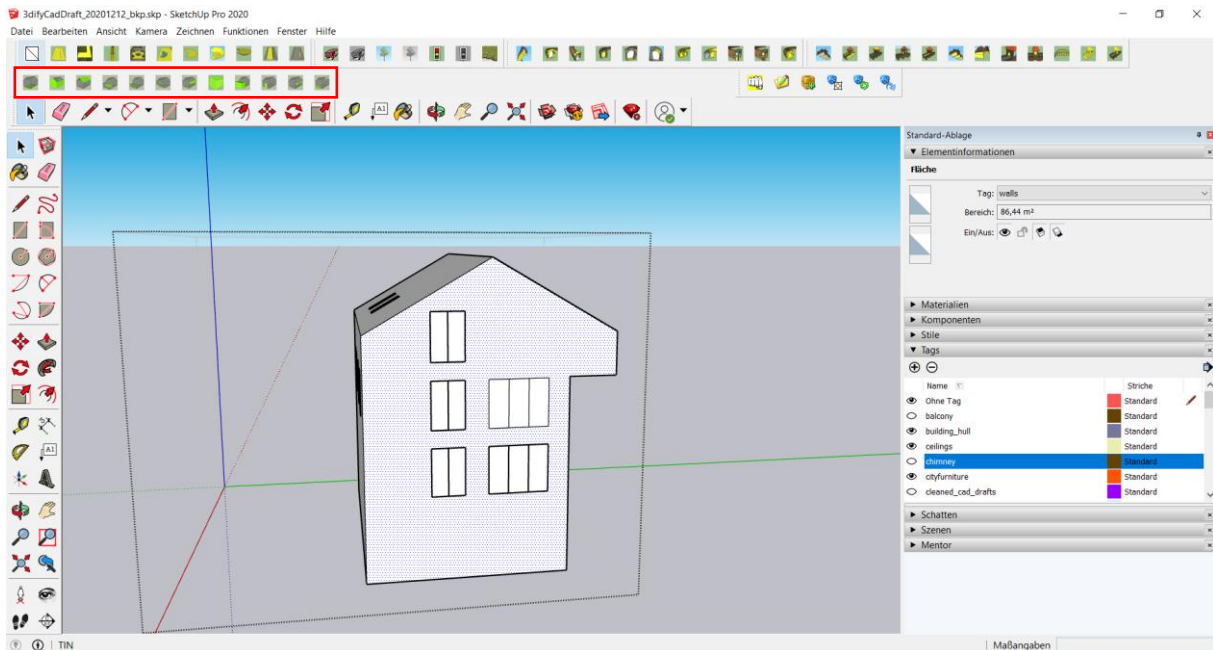 3difyCadDraft_20201212_bkp.skp - SketchUp Pro 2020
Datei Bearbeiten Ansicht Kamera Zeichnen Funktionen Fenster Hilfe
A1
Standard-Ablage
Elementinformationen
Fläche
Tag: walls
Bereich: 86,44 m²
Ein/Aus:
Materialien
Komponenten
Stile
Tags
Name Striche
Ohne Tag Standard
balcony Standard
building_hull Standard
ceilings Standard
chimney Standard
cityfurniture Standard
cleaned_cad_drafts Standard
Schatten
Szenen
Mentor
A1
TIN
Maßangaben